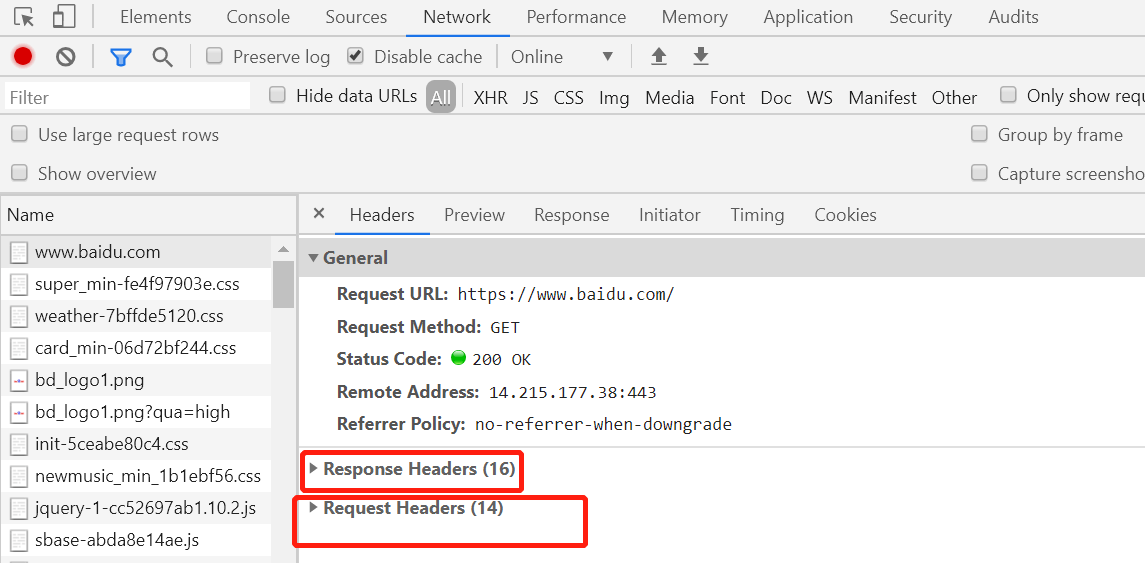 Elements Console Sources Network Performance Memory Application Security Audits
Preserve log Disable cache Online
Filter Hide data URLs All XHR JS CSS Img Media Font Doc WS Manifest Other Only show requ
Use large request rows Group by frame
Show overview Capture screensho
Name Headers Preview Response Initiator Timing Cookies
www.baidu.com
super_min-fe4f97903e.css
weather-7bffde5120.css
card_min-06d72bf244.css
bd_logo1.png
bd_logo1.png?qua=high
init-5ceabe80c4.css
newmusic_min_1b1ebf56.css
jquery-1-cc52697ab1.10.2.js
sbase-abda8e14ae.js
General
Request URL: https://www.baidu.com/
Request Method: GET
Status Code: 200 OK
Remote Address: 14.215.177.38:443
Referrer Policy: no-referrer-when-downgrade
Response Headers (16)
Request Headers (14)